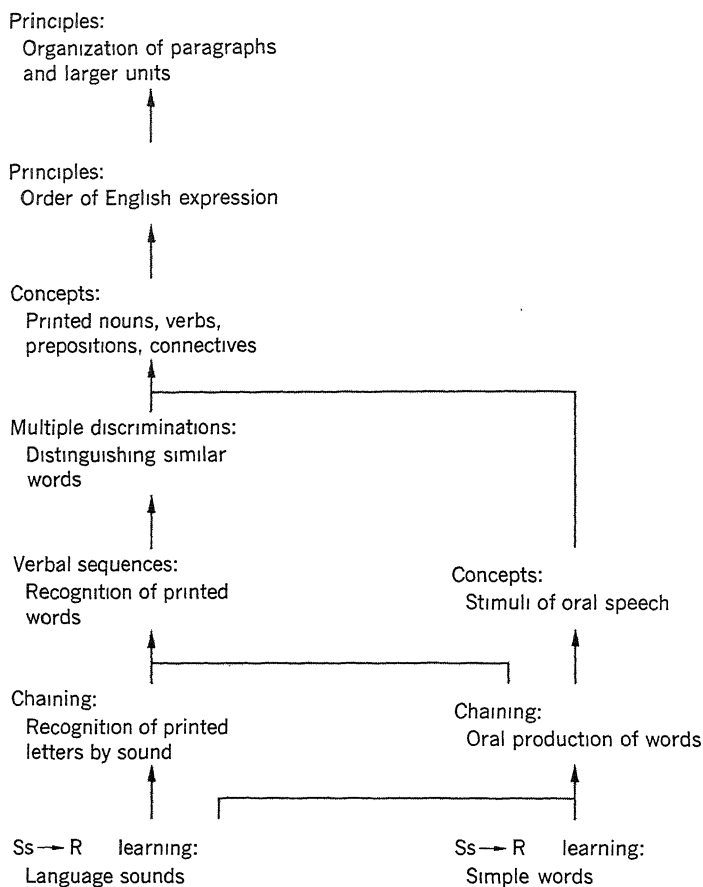 Principles:
Organization of paragraphs
and larger units
Principles:
Order of English expression
Concepts:
Printed nouns, verbs,
prepositions, connectives
Multiple discriminations:
Distinguishing similar
words
Verbal sequences:
Recognition of printed
words
Concepts:
Stimuli of oral speech
Chaining:
Recognition of printed
letters by sound
Chaining:
Oral production of words
Ss → R learning:
Language sounds
Ss → R learning:
Simple words